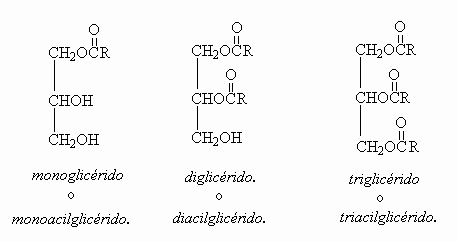 O
CH2OCR
CHOH
CH2OH
monoglicérido
o
monoacilglicérido.
O
CH2OCR
O
CHOCR
CH2OH
diglicérido.
o
diacilglicérido.
O
CH2OCR
O
CHOCR
O
CH2OCR
triglicérido
o
triacilglicérido.